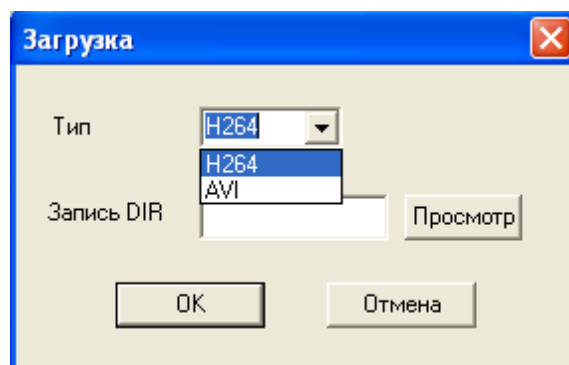 Загрузка
Тип
H264
H264
AVI
Запись DIR
Просмотр
OK
Отмена